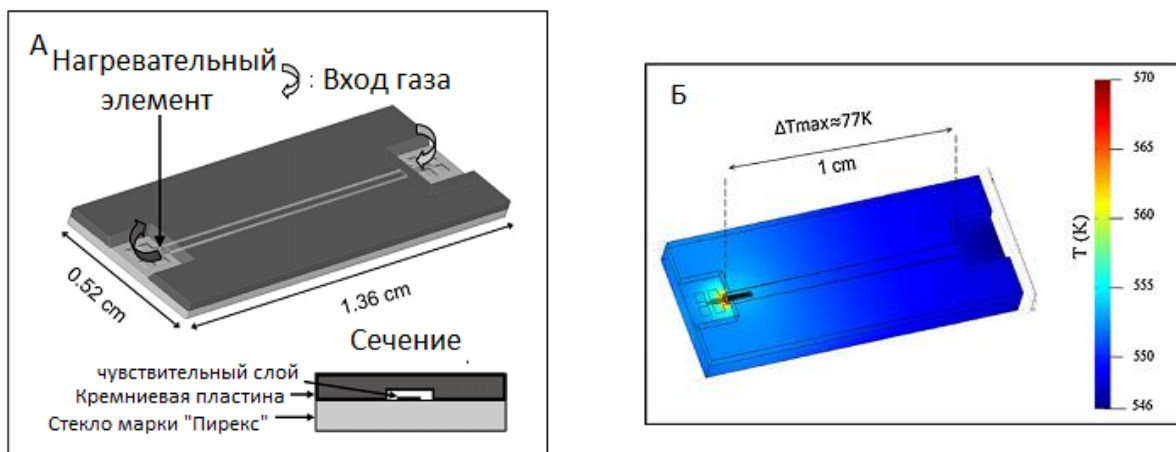 А
Нагревательный
элемент
: Вход газа
0.52 cm
1.36 cm
Сечение
чувствительный слой
Кремниевая пластина
Стекло марки "Пирекс"
Б
ΔTmax≈77K
1 cm
T (K)
570
565
560
555
550
546